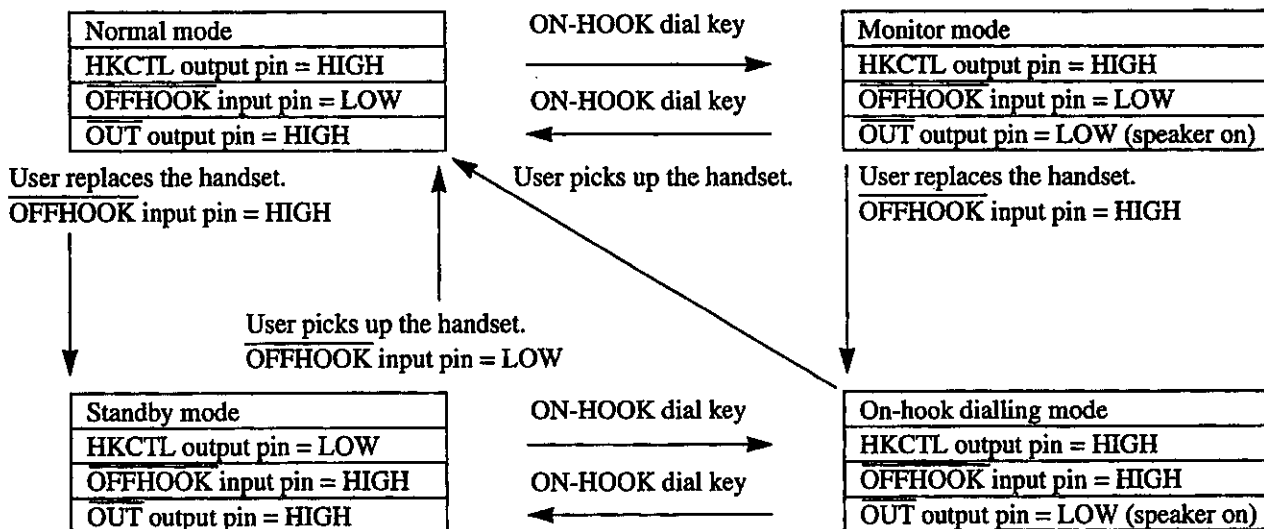 Normal mode
HKCTL output pin = HIGH
OFFHOOK input pin = LOW
OUT output pin = HIGH
ON-HOOK dial key
ON-HOOK dial key
Monitor mode
HKCTL output pin = HIGH
OFFHOOK input pin = LOW
OUT output pin = LOW (speaker on)
User replaces the handset.
OFFHOOK input pin = HIGH
User picks up the handset.
User replaces the handset.
OFFHOOK input pin = HIGH
User picks up the handset.
OFFHOOK input pin = LOW
Standby mode
HKCTL output pin = LOW
OFFHOOK input pin = HIGH
OUT output pin = HIGH
ON-HOOK dial key
ON-HOOK dial key
On-hook dialling mode
HKCTL output pin = HIGH
OFFHOOK input pin = HIGH
OUT output pin = LOW (speaker on)